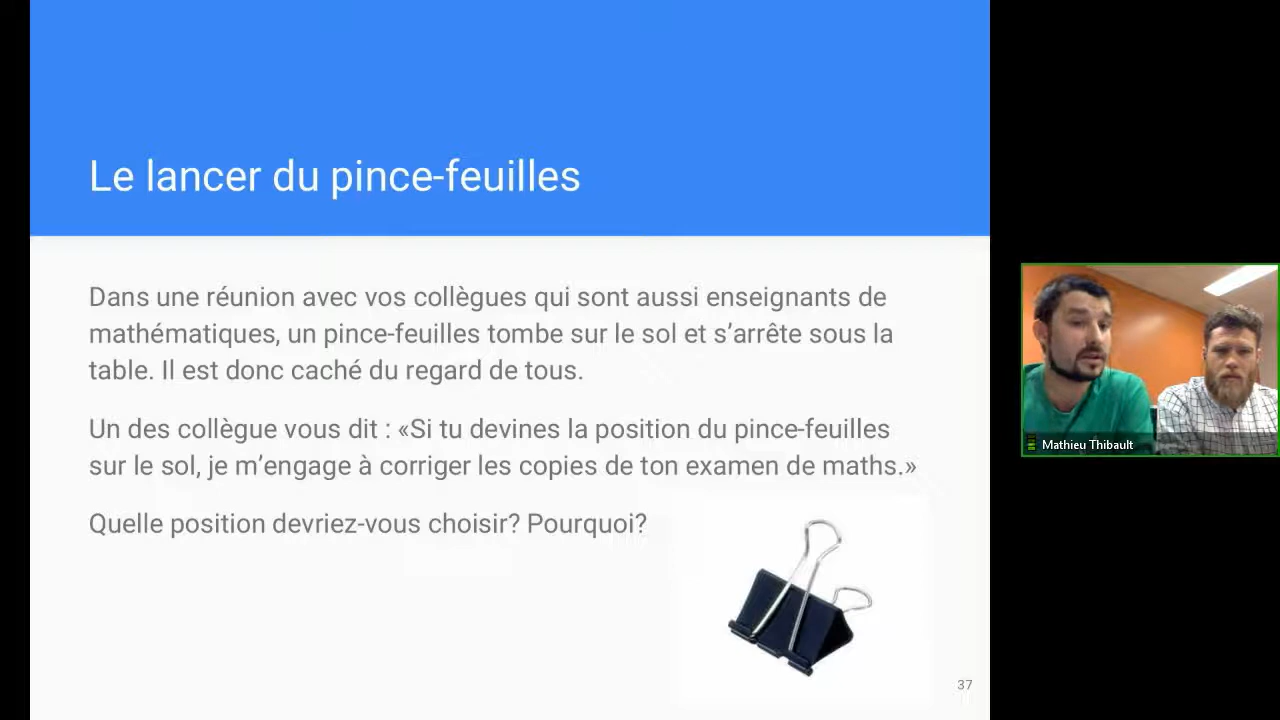 Le lancer du pince-feuilles
Dans une réunion avec vos collègues qui sont aussi enseignants de
mathématiques, un pince-feuilles tombe sur le sol et s’arrête sous la
table. Il est donc caché du regard de tous.
Un des collègue vous dit : «Si tu devines la position du pince-feuilles
sur le sol, je m’engage à corriger les copies de ton examen de maths.»
Quelle position devriez-vous choisir? Pourquoi?
37
Mathieu Thibault